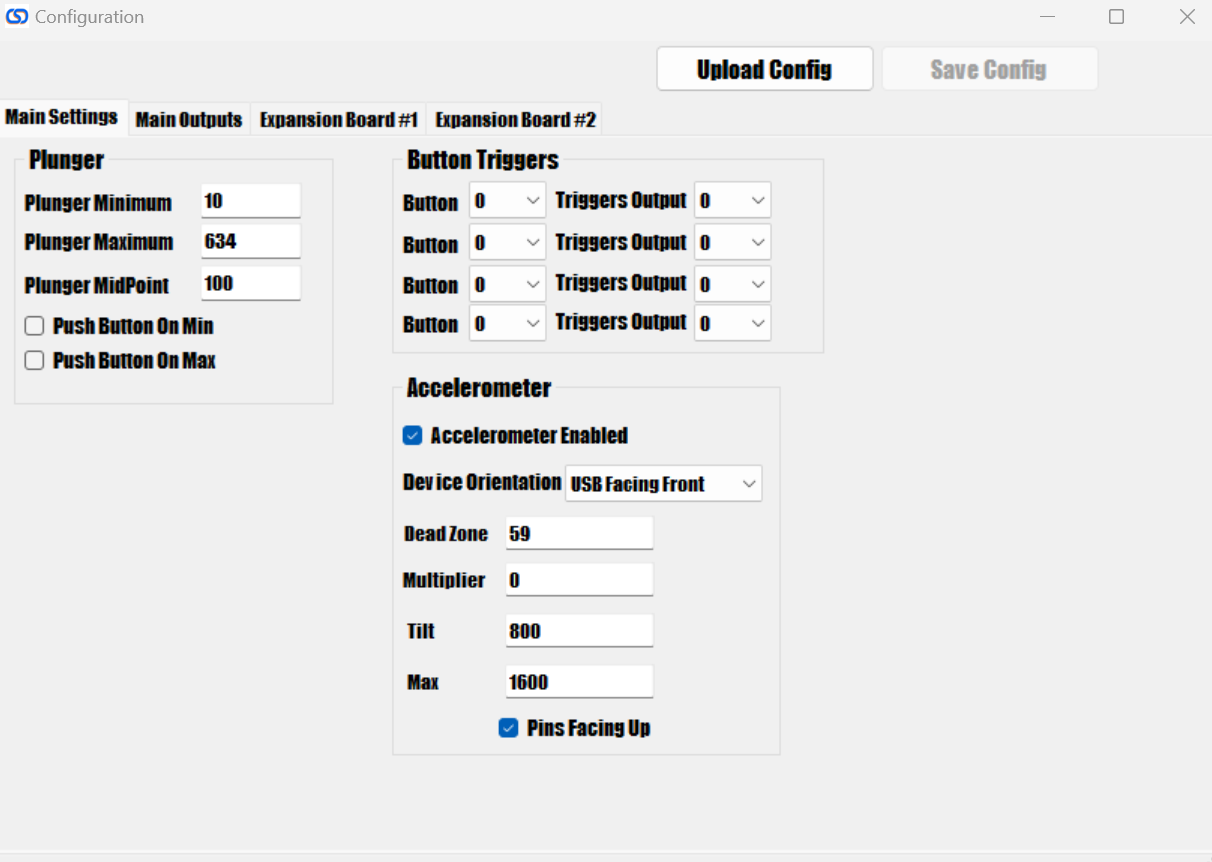 Configuration
Upload Config Save Config
Main Settings Main Outputs Expansion Board #1 Expansion Board #2
Plunger
Plunger Minimum 10
Plunger Maximum 634
Plunger MidPoint 100
Push Button On Min
Push Button On Max
Button Triggers
Button 0 Triggers Output 0
Button 0 Triggers Output 0
Button 0 Triggers Output 0
Button 0 Triggers Output 0
Accelerometer
Accelerometer Enabled
Device Orientation USB Facing Front
Dead Zone 59
Multiplier 0
Tilt 800
Max 1600
Pins Facing Up